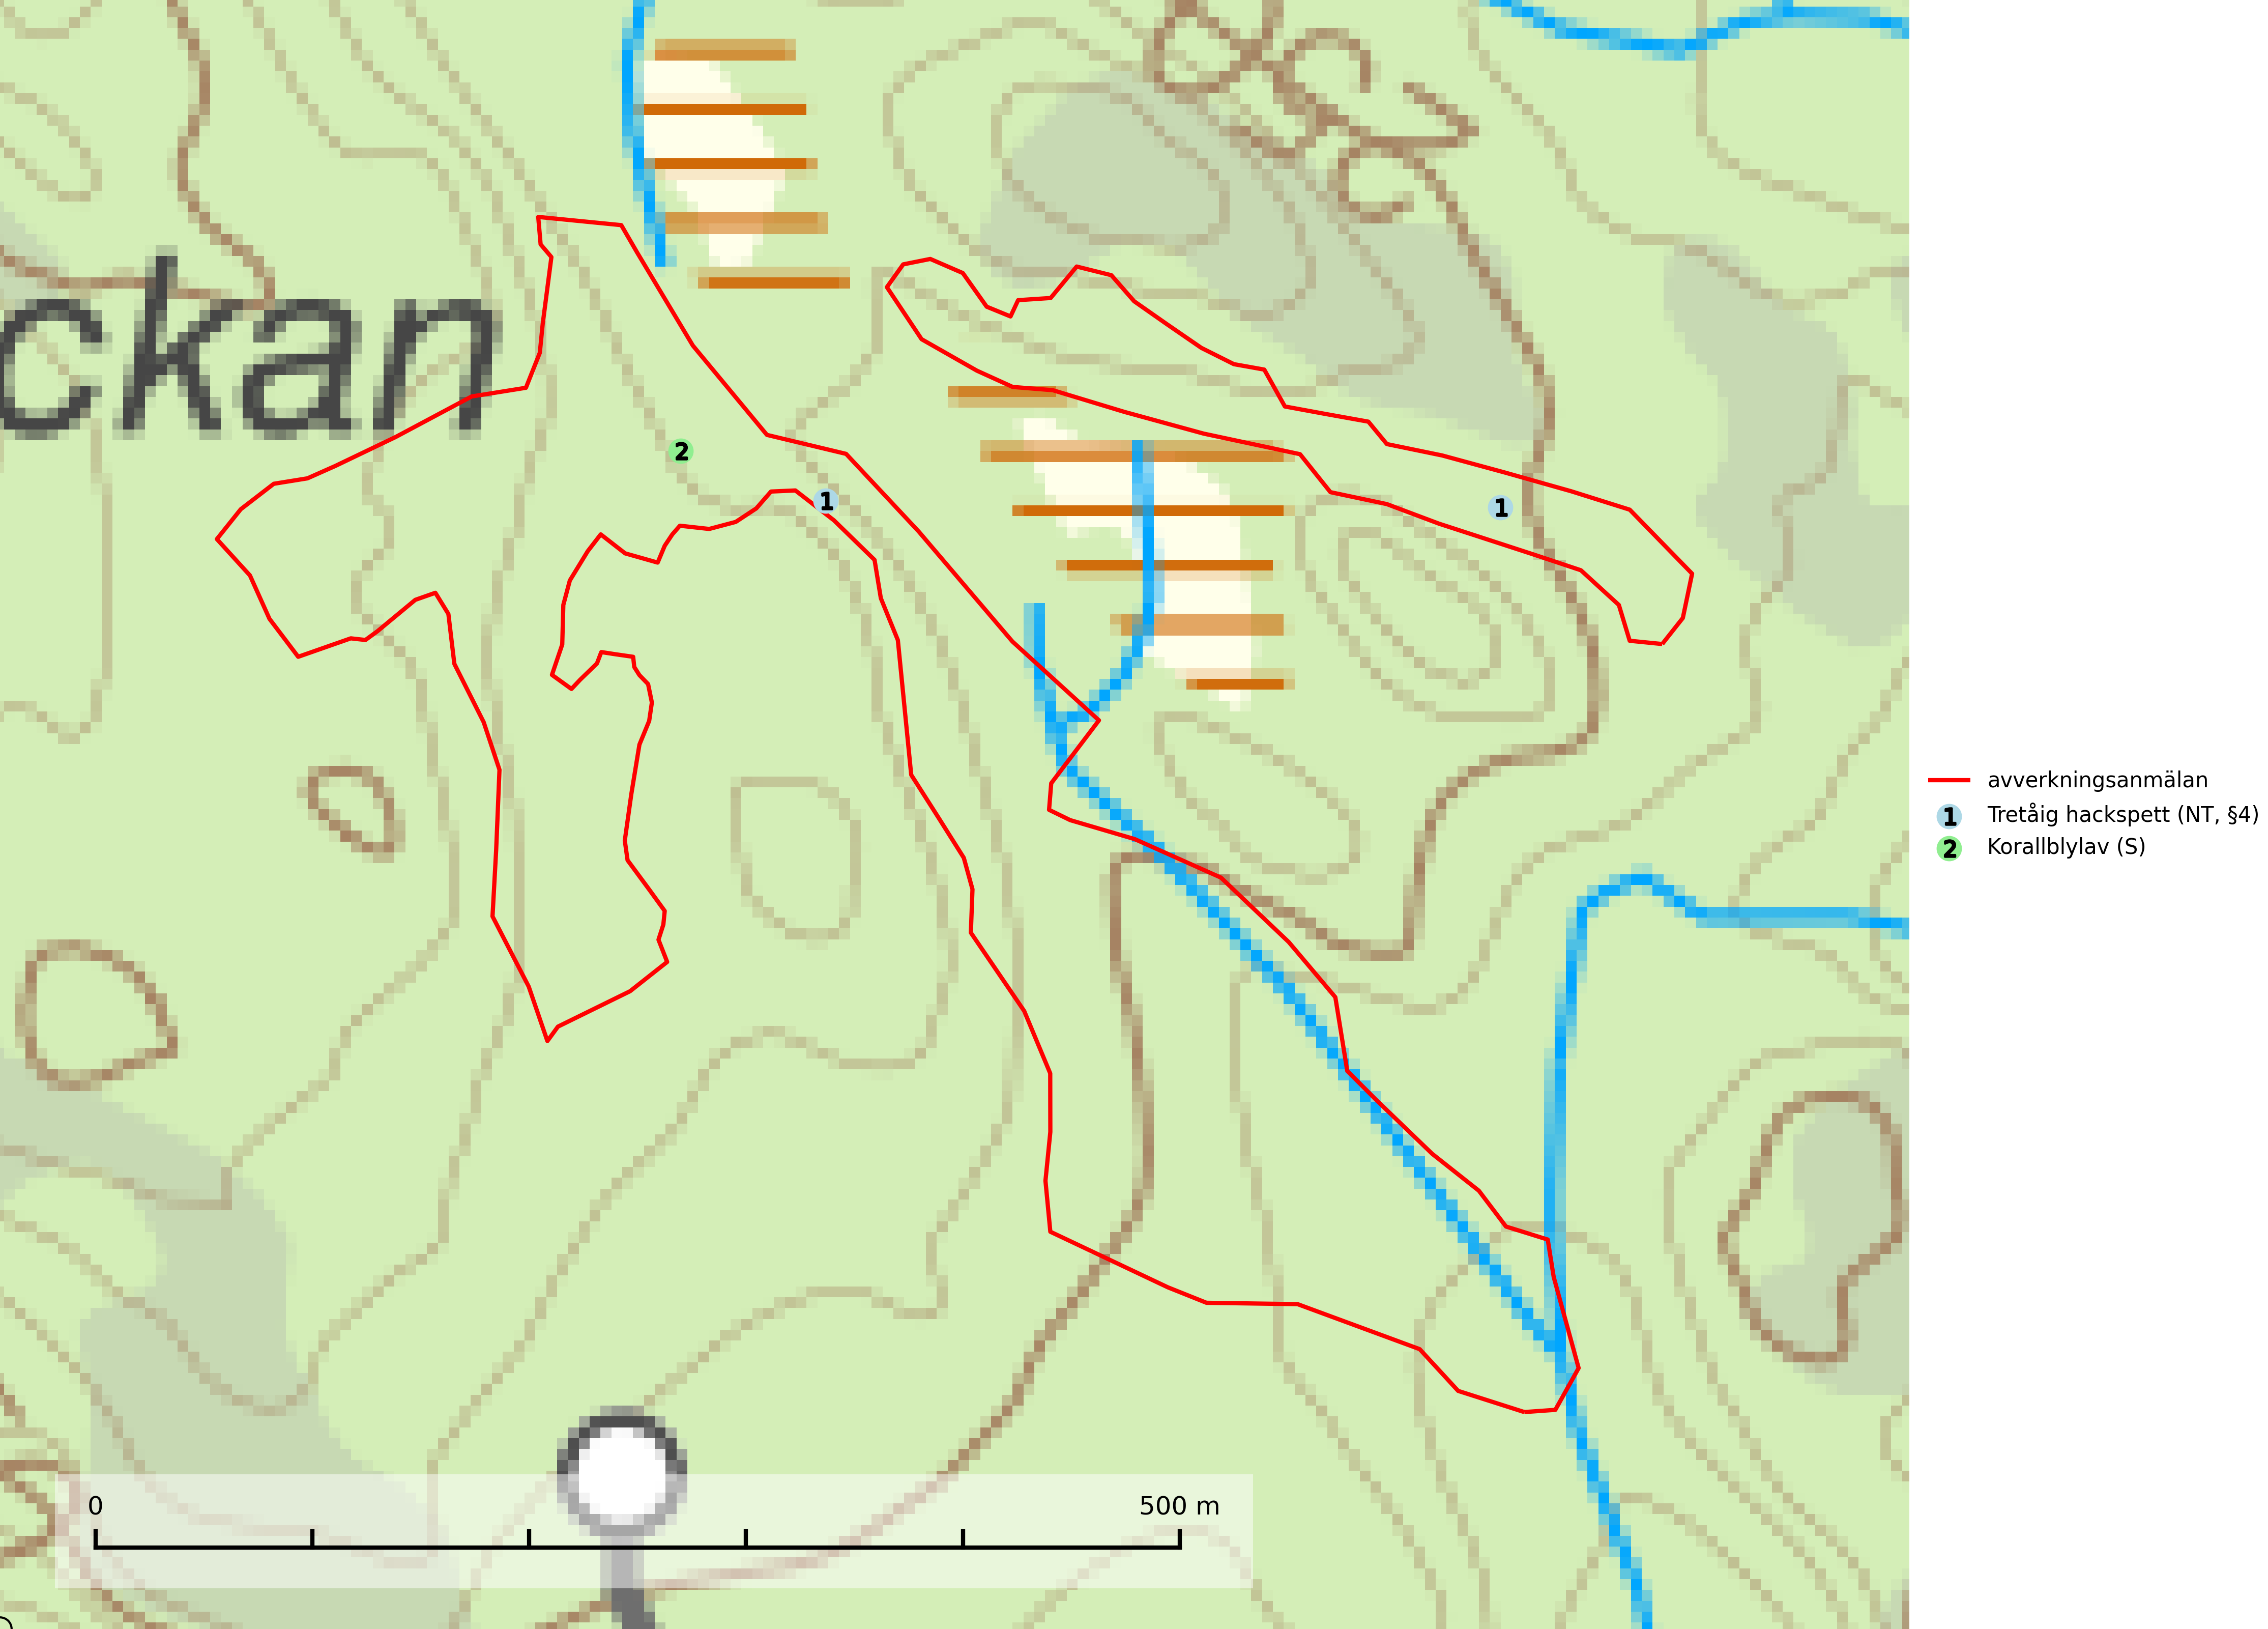 ckan
2
1
1
0 500 m
avverkningsanmälan
1 Tretåig hackspett (NT, §4)
2 Korallblylav (S)